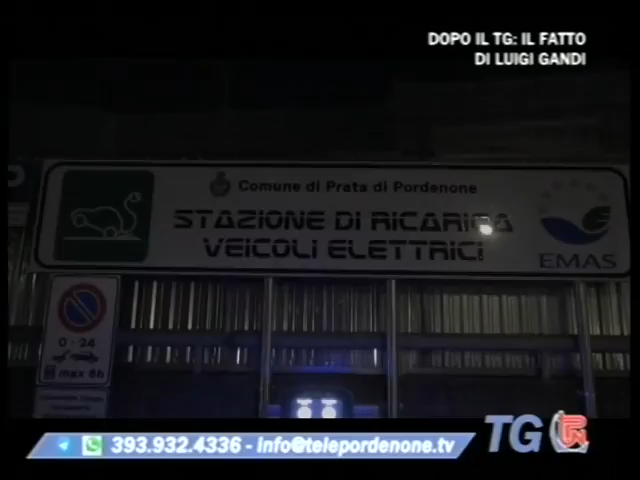 DOPO IL TG: IL FATTO
DI LUIGI GANDI
Comune di Prata di Pordenone
STAZIONE DI RICARICA
VEICOLI ELETTRICI
EMAS
0-24
max 6h
TG
393.932.4336 - info@telepordenone.tv